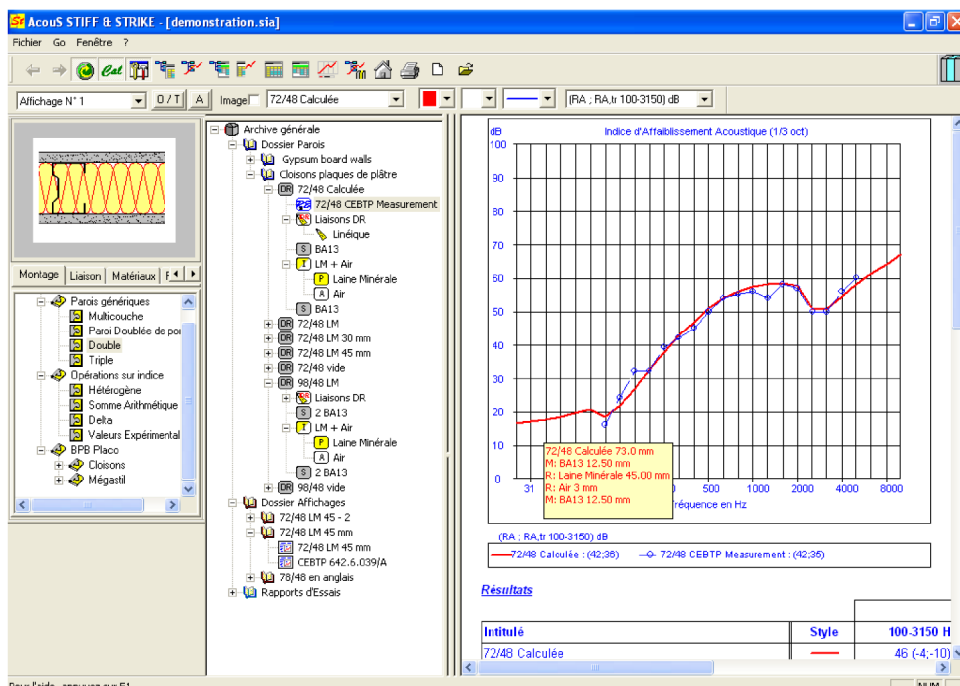 AcouS STIFF & STRIKE - [demonstration.sia]
Fichier Go Fenêtre ?
Cat
Affichage N° 1 O / T A Image 72/48 Calculée (RA ; RA,tr 100-3150) dB
Montage Liaison Matériaux
Parois génériques
Multicouche
Paroi Doublée de
Double
Triple
Opérations sur indice
Hétérogène
Somme Arithmétique
Delta
Valeurs Expérimental
BPB Placo
Cloisons
Mégastil
Archive générale
Dossier Parois
Gypsum board walls
Cloisons plaques de plâtre
DR 72/48 Calculée
72/48 CEBTP Measurement
Liaisons DR
Linéique
S BA13
I LM + Air
P Laine Minérale
A Air
S BA13
DR 72/48 LM
DR 72/48 LM 30 mm
DR 72/48 LM 45 mm
DR 72/48 vide
DR 98/48 LM
Liaisons DR
S 2 BA13
I LM + Air
P Laine Minérale
A Air
S 2 BA13
DR 98/48 vide
Dossier Affichages
72/48 LM 45 - 2
72/48 LM 45 mm
72/48 LM 45 mm
CEBTP 642.6.039/A
78/48 en anglais
Rapports d'Essais
dB Indice d'Affaiblissement Acoustique (1/3 oct)
100
90
80
70
60
50
40
30
20
10
0
31 500 1000 2000 4000 8000
réquence en Hz
72/48 Calculée 73.0 mm
M: BA13 12.50 mm
R: Laine Minérale 45.00 mm
R: Air 3 mm
M: BA13 12.50 mm
(RA ; RA,tr 100-3150) dB
72/48 Calculée : (42;36) 72/48 CEBTP Measurement : (42;35)
Résultats
Intitulé Style 100-3150 H
72/48 Calculée 46 (-4;-10)
NUM